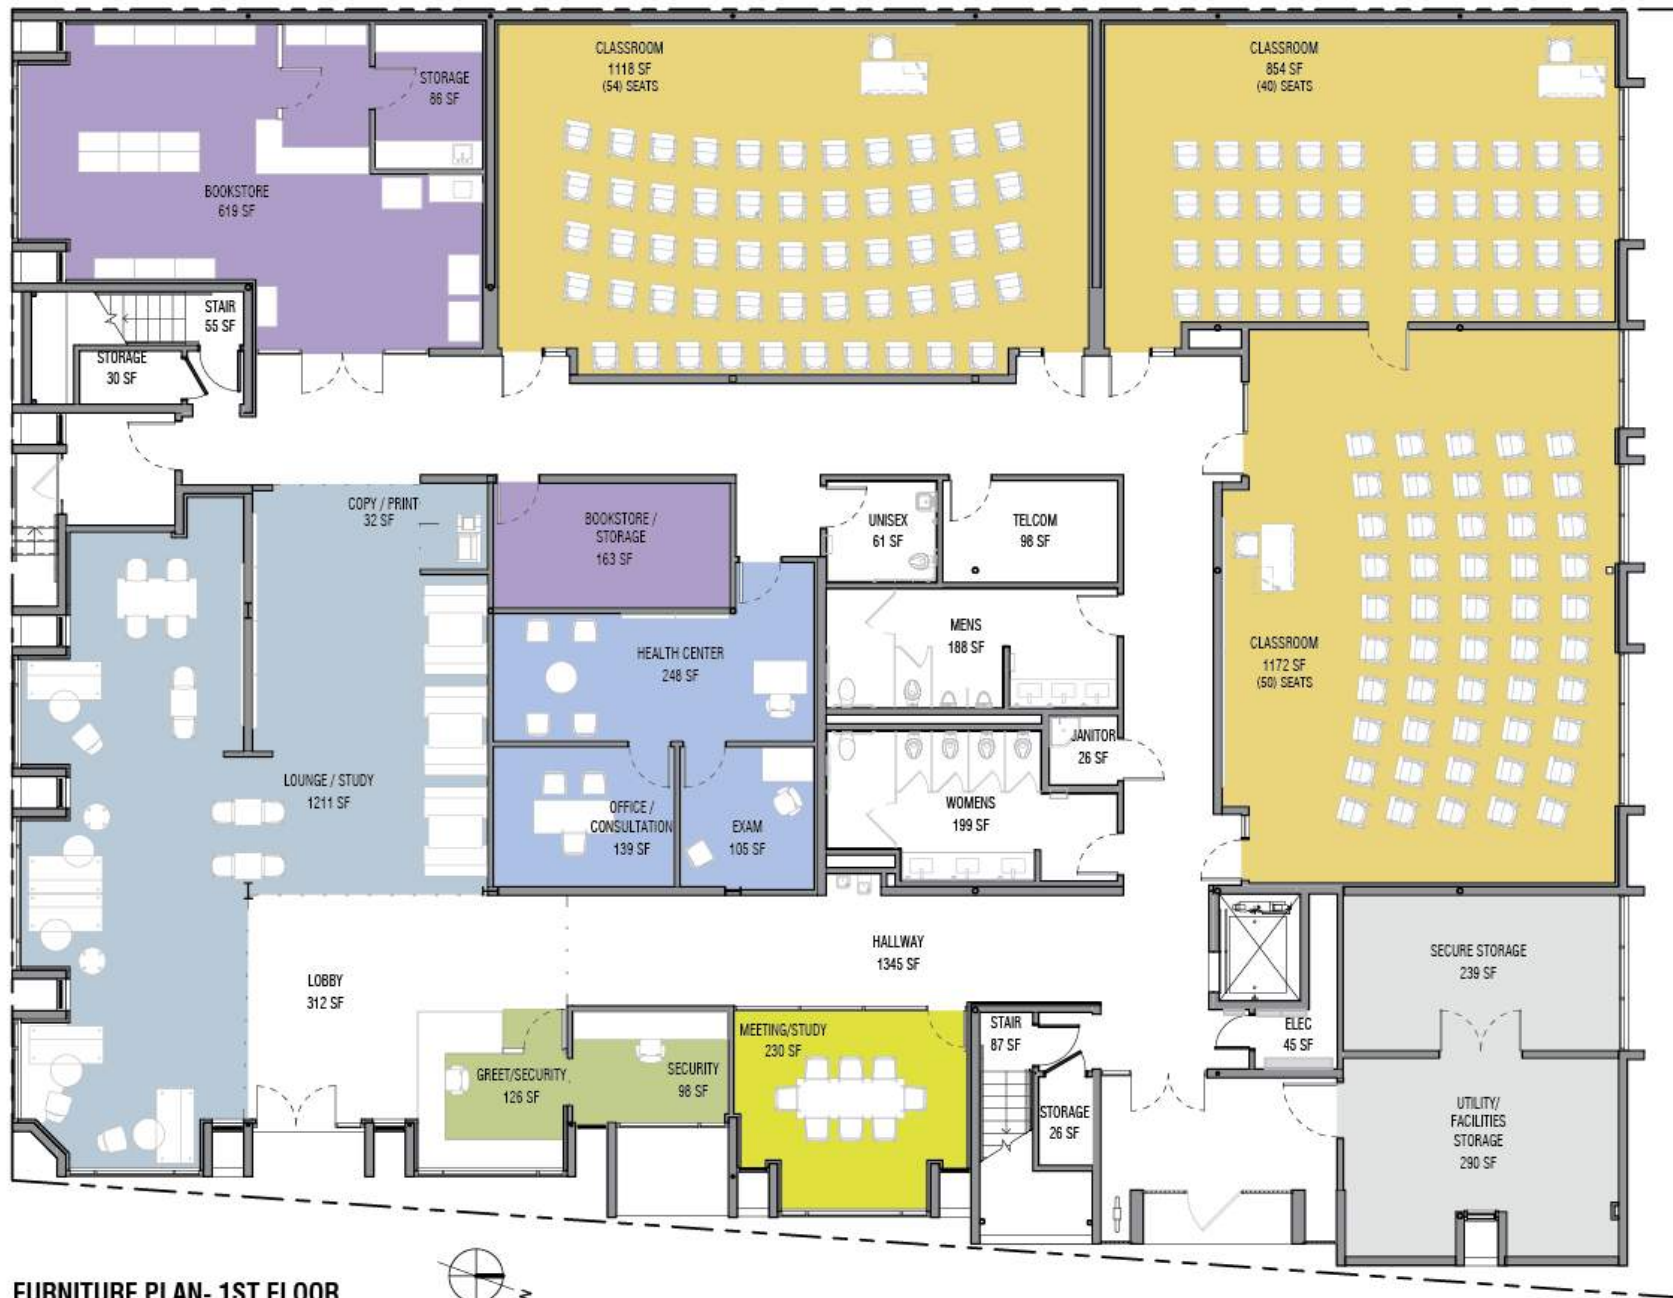 CLASSROOM
1118 SF
(54) SEATS
CLASSROOM
854 SF
(40) SEATS
STORAGE
86 SF
BOOKSTORE
619 SF
STAIR
55 SF
STORAGE
30 SF
COPY / PRINT
32 SF
BOOKSTORE /
STORAGE
163 SF
UNISEX
61 SF
TELCOM
98 SF
MENS
188 SF
HEALTH CENTER
248 SF
CLASSROOM
1172 SF
(50) SEATS
JANITOR
26 SF
LOUNGE / STUDY
1211 SF
OFFICE /
CONSULTATION
139 SF
EXAM
105 SF
WOMENS
199 SF
HALLWAY
1345 SF
SECURE STORAGE
239 SF
LOBBY
312 SF
STAIR
87 SF
ELEC
45 SF
MEETING/STUDY
230 SF
GREET/SECURITY
126 SF
SECURITY
98 SF
STORAGE
26 SF
UTILITY/
FACILITIES
STORAGE
290 SF
FURNITURE PLAN- 1ST FLOOR
N